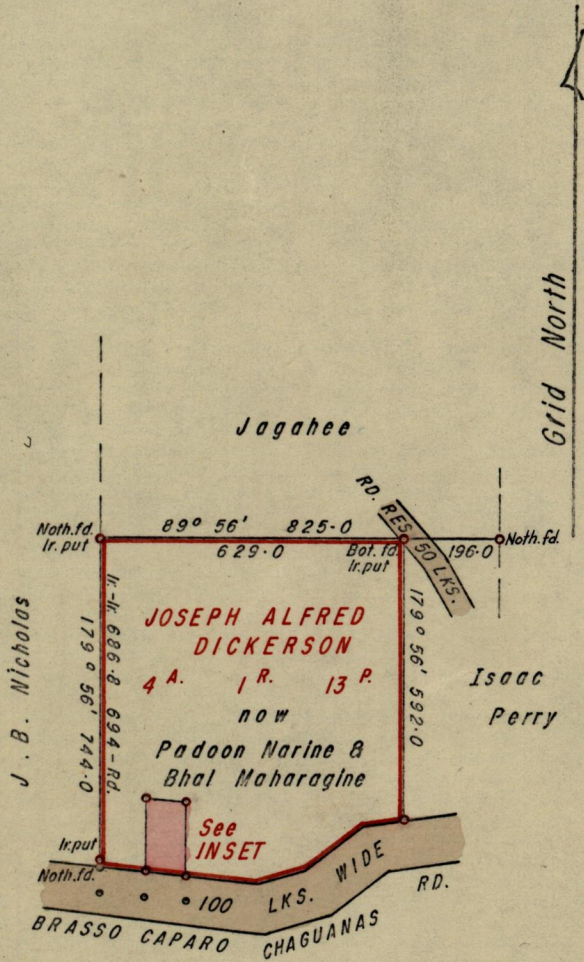 Grid North
Jagahee
RD. RES. 50 LKS.
Noth.fd.
Ir. put
89° 56' 825·0
629·0
Bot. fd.
Ir.put
196·0
Noth.fd.
J. B. Nicholas
179° 56' 744·0
Ir.-Ir. 686·8 694-Rd.
JOSEPH ALFRED
DICKERSON
4 A. 1 R. 13 P.
now
Padoon Narine &
Bhal Maharagine
179° 56' 592·0
Isaac
Perry
See
INSET
Ir.put
Noth.fd.
100 LKS. WIDE
BRASSO CAPARO CHAGUANAS RD.